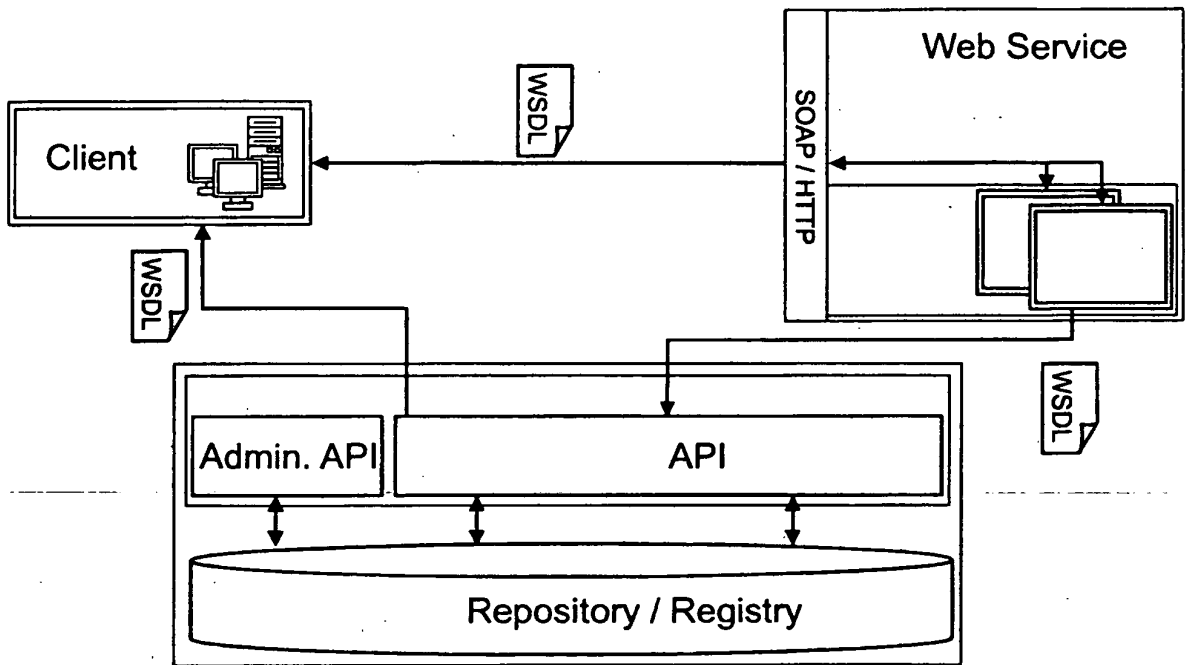 Web Service
WSDL
SOAP / HTTP
Client
WSDL
WSDL
Admin. API
API
Repository / Registry